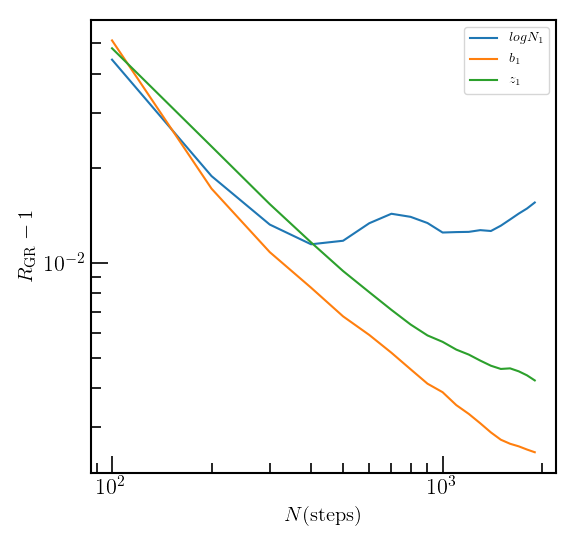 logN₁
b₁
z₁
R_GR − 1
10⁻²
10² 10³
N(steps)